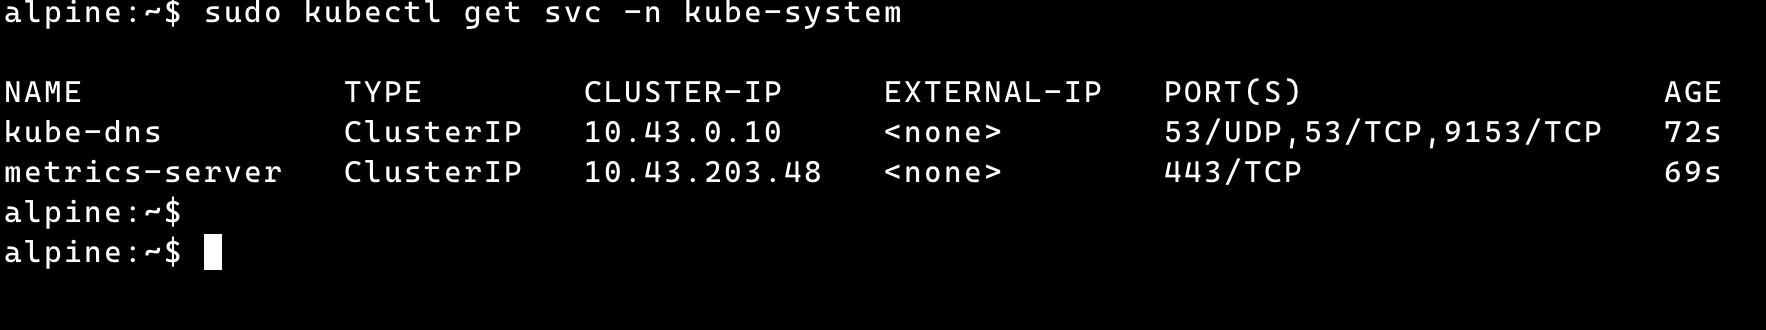 alpine:~$ sudo kubectl get svc -n kube-system
NAME TYPE CLUSTER-IP EXTERNAL-IP PORT(S) AGE
kube-dns ClusterIP 10.43.0.10 <none> 53/UDP,53/TCP,9153/TCP 72s
metrics-server ClusterIP 10.43.203.48 <none> 443/TCP 69s
alpine:~$
alpine:~$